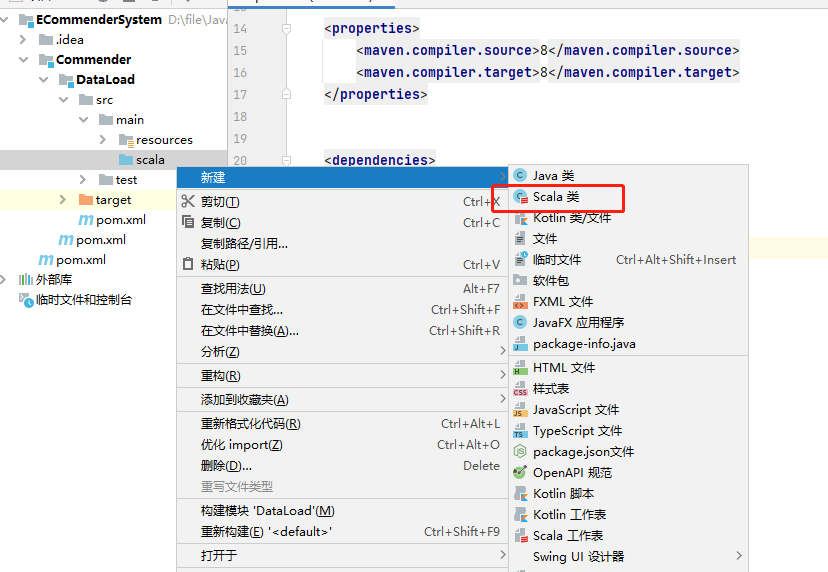 ECommenderSystem D:\file\Java
.idea
Commender
DataLoad
src
main
resources
scala
test
target
pom.xml
pom.xml
pom.xml
外部库
临时文件和控制台
14 <properties>
15 <maven.compiler.source>8</maven.compiler.source>
16 <maven.compiler.target>8</maven.compiler.target>
17 </properties>
18
19
20 <dependencies>
新建
剪切(T) Ctrl+X
复制(C) Ctrl+C
复制路径/引用...
粘贴(P) Ctrl+V
查找用法(U) Alt+F7
在文件中查找... Ctrl+Shift+F
在文件中替换(A)... Ctrl+Shift+R
分析(Z)
重构(R)
添加到收藏夹(A)
重新格式化代码(R) Ctrl+Alt+L
优化 import(Z) Ctrl+Alt+O
删除(D)... Delete
重写文件类型
构建模块 'DataLoad'(M)
重新构建(E) '<default>' Ctrl+Shift+F9
打开于
Java 类
Scala 类
Kotlin 类/文件
文件
临时文件 Ctrl+Alt+Shift+Insert
软件包
FXML 文件
JavaFX 应用程序
package-info.java
HTML 文件
样式表
JavaScript 文件
TypeScript 文件
package.json文件
OpenAPI 规范
Kotlin 脚本
Kotlin 工作表
Scala 工作表
Swing UI 设计器